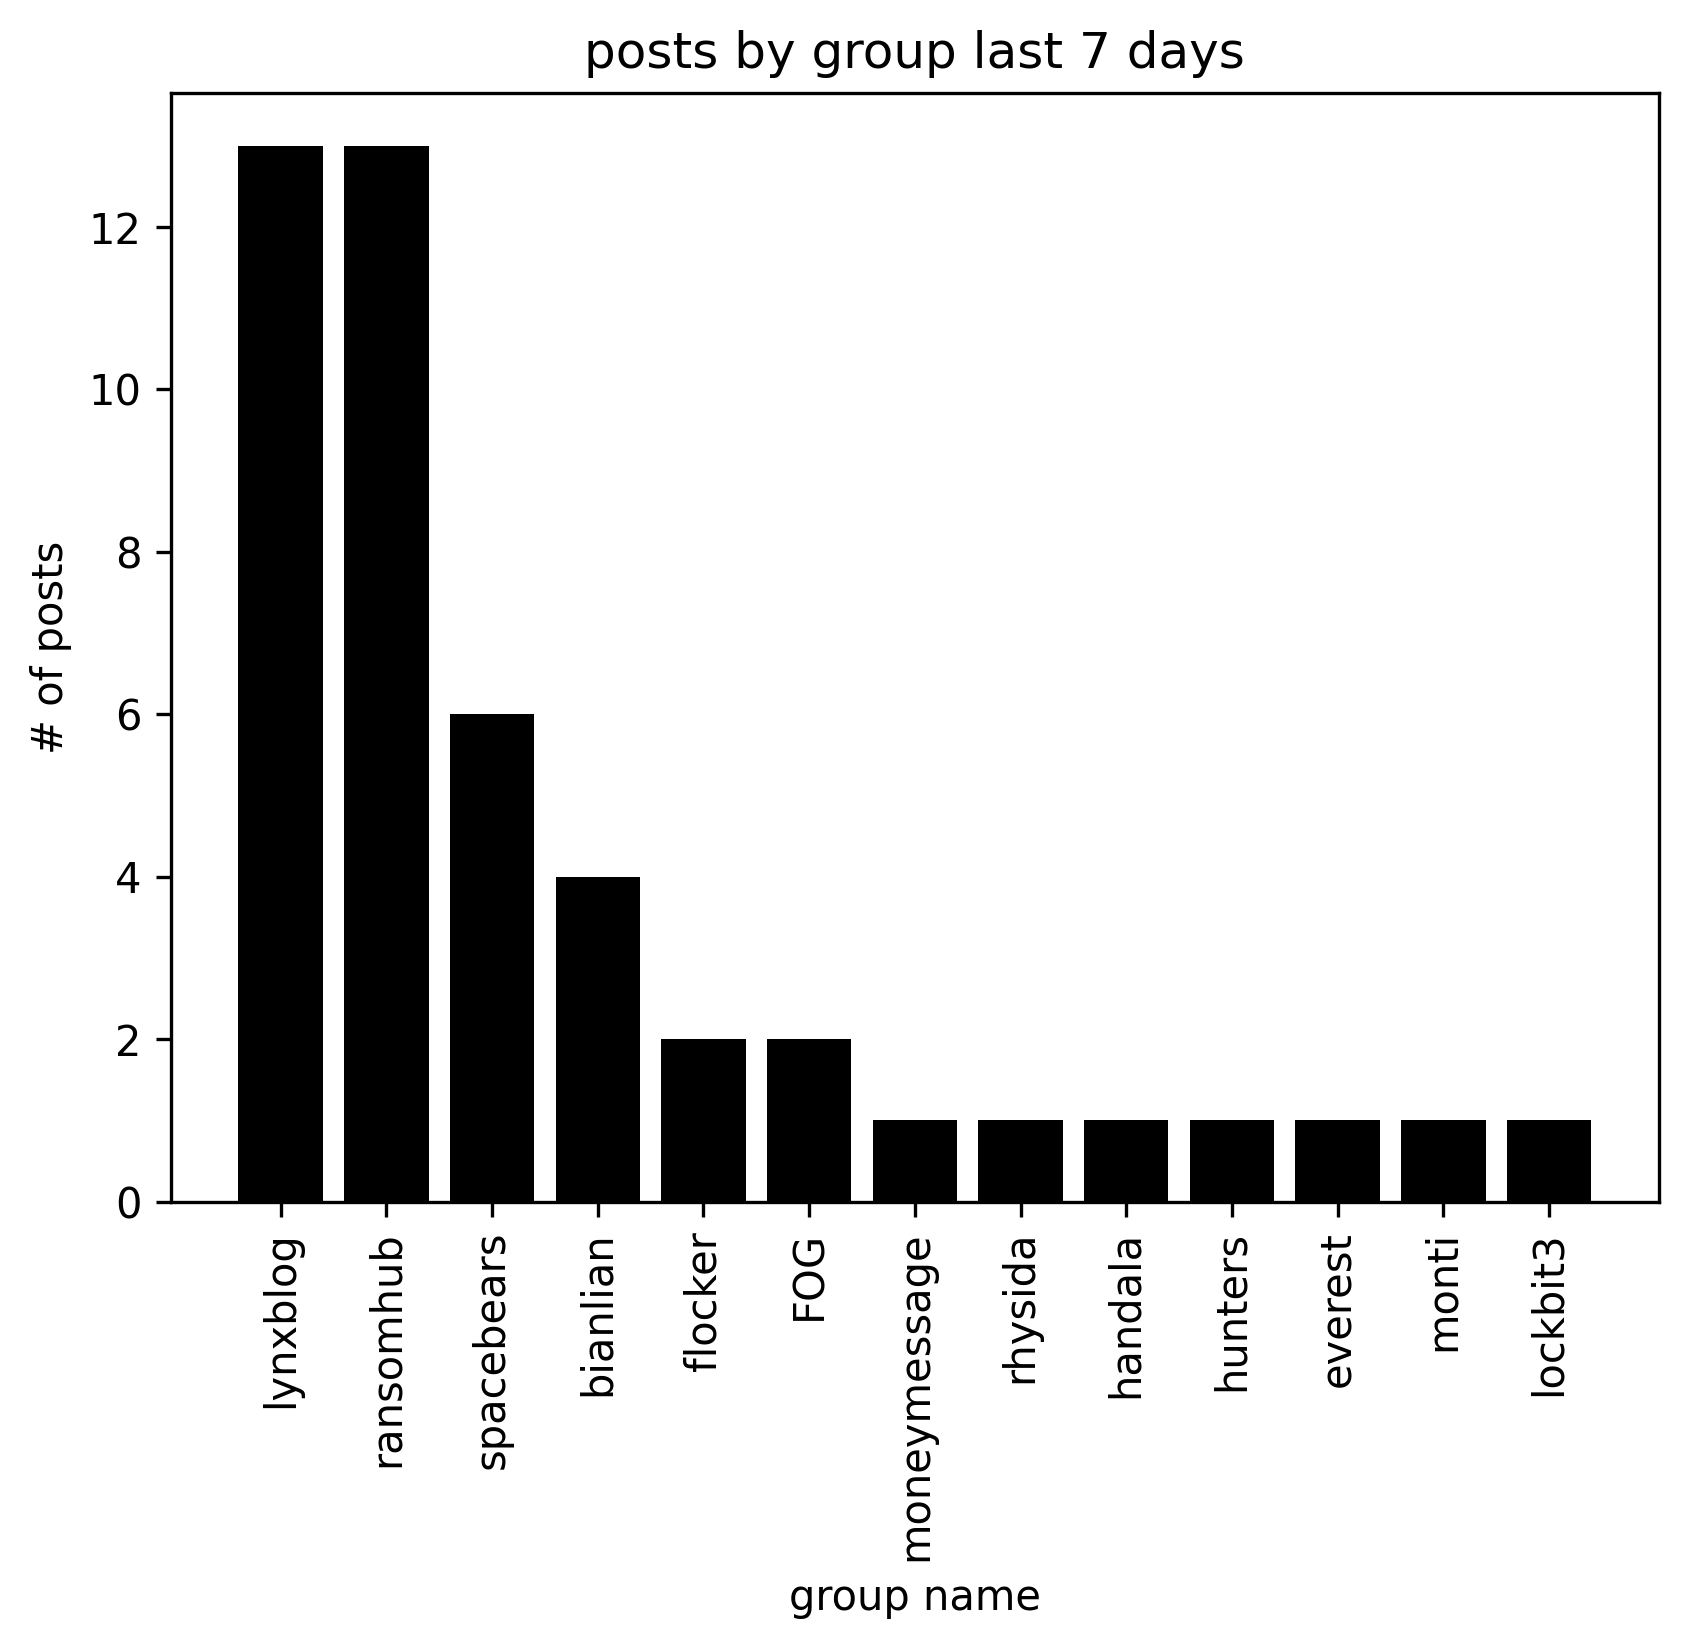 posts by group last 7 days
# of posts
12
10
8
6
4
2
0
lynxblog
ransomhub
spacebears
bianlian
flocker
FOG
moneymessage
rhysida
handala
hunters
everest
monti
lockbit3
group name